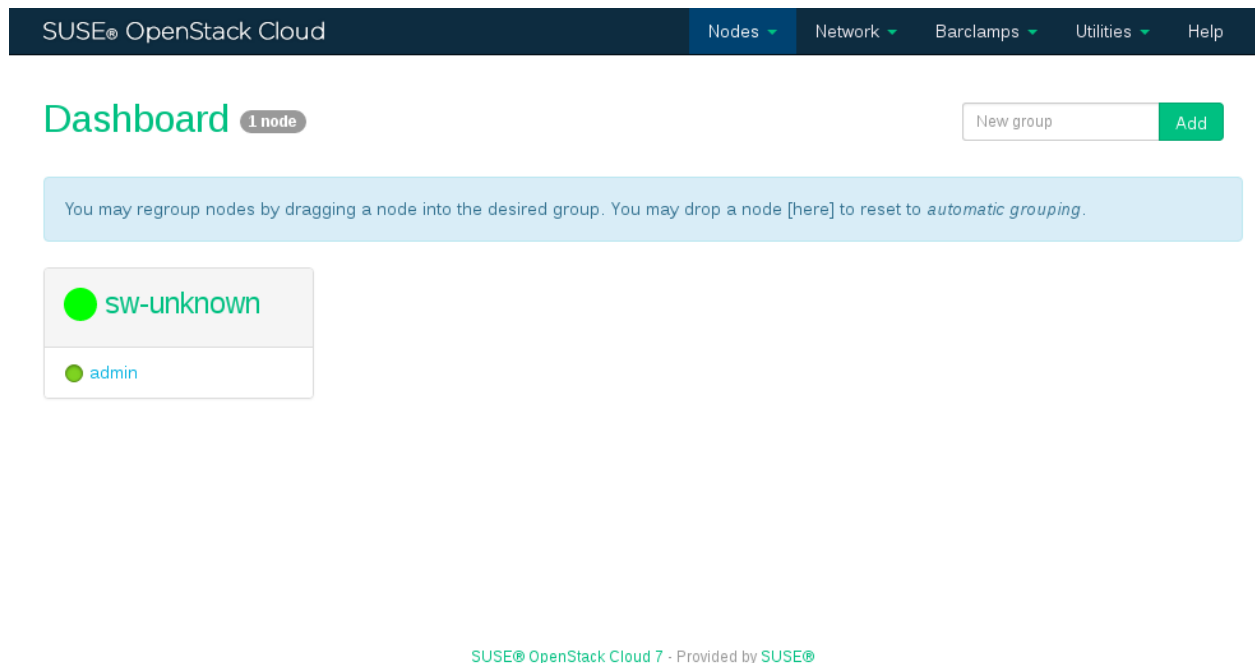 SUSE® OpenStack Cloud Nodes Network Barclamps Utilities Help
Dashboard 1 node New group Add
You may regroup nodes by dragging a node into the desired group. You may drop a node [here] to reset to automatic grouping.
sw-unknown
admin
SUSE® OpenStack Cloud 7 - Provided by SUSE®